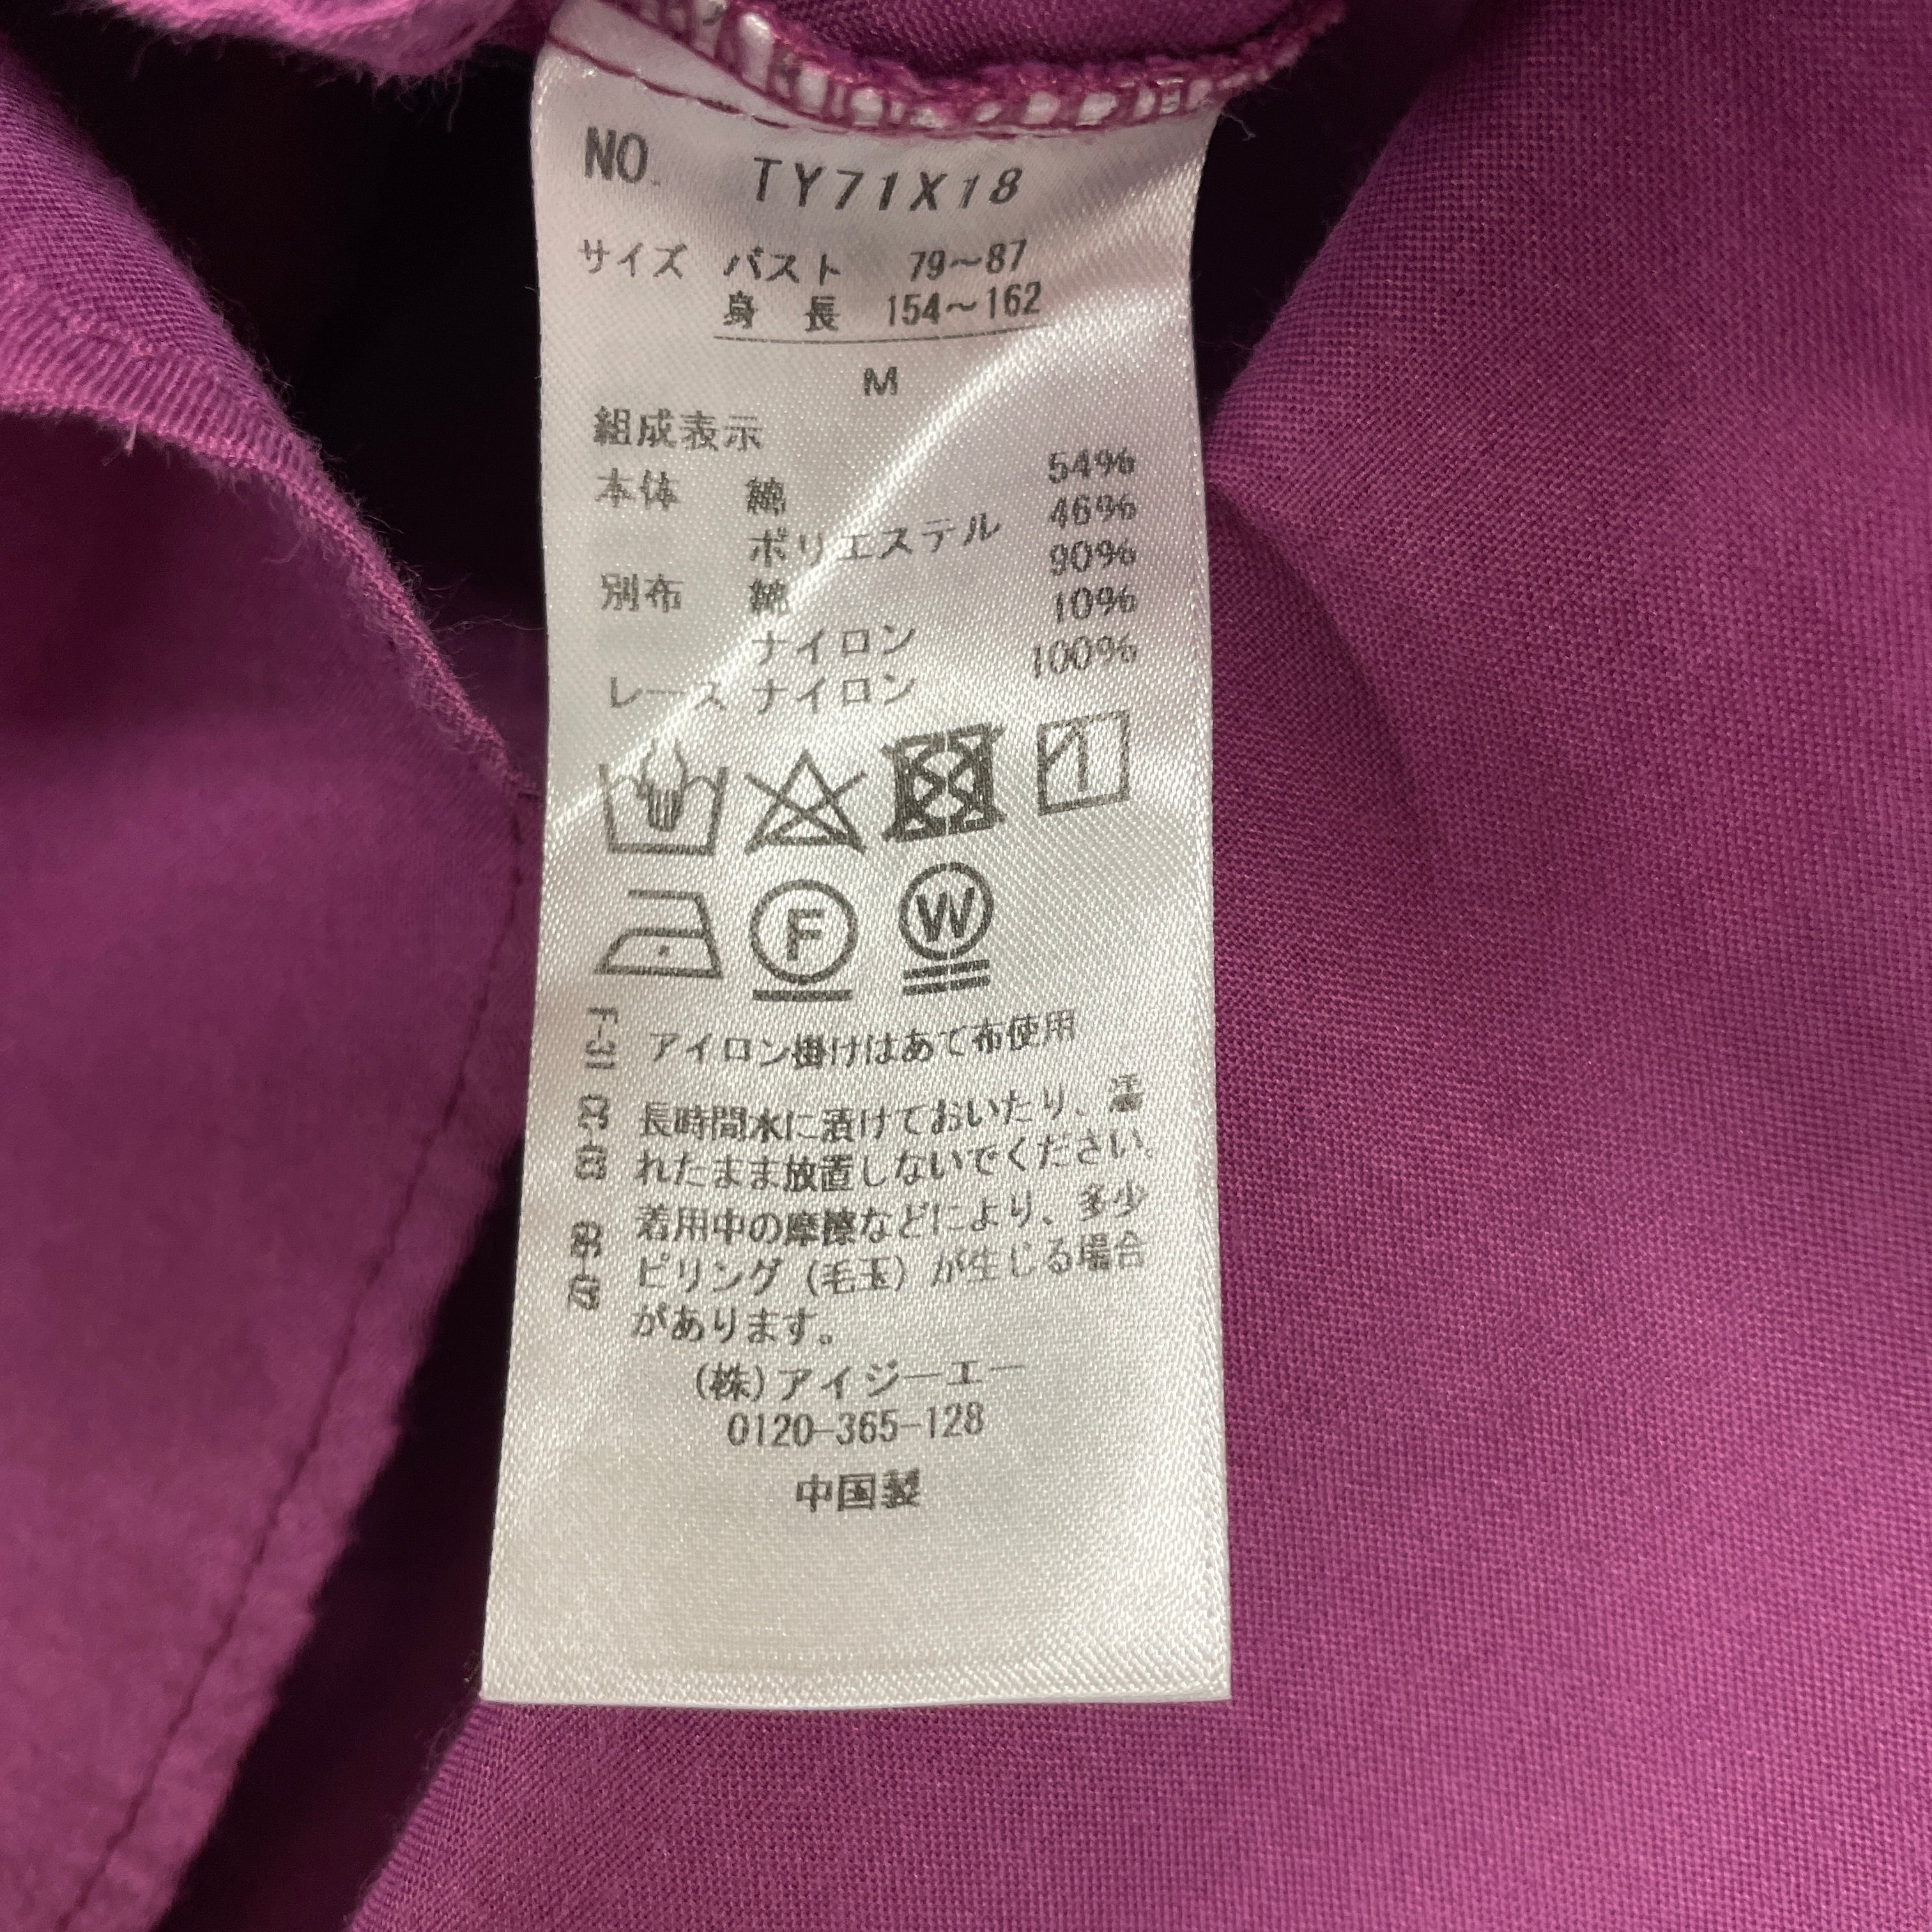 NO. TY71X18
サイズ バスト 79～87
身長 154～162
M
組成表示
本体 綿 54%
ポリエステル 46%
別布 綿 90%
ナイロン 10%
レース ナイロン 100%
1
F W
アイロン掛けはあて布使用
長時間水に漬けておいたり、濡
れたまま放置しないでください。
着用中の摩擦などにより、多少
ピリング(毛玉)が生じる場合
があります。
(株)アイジーエー
0120-365-128
中国製
F-31